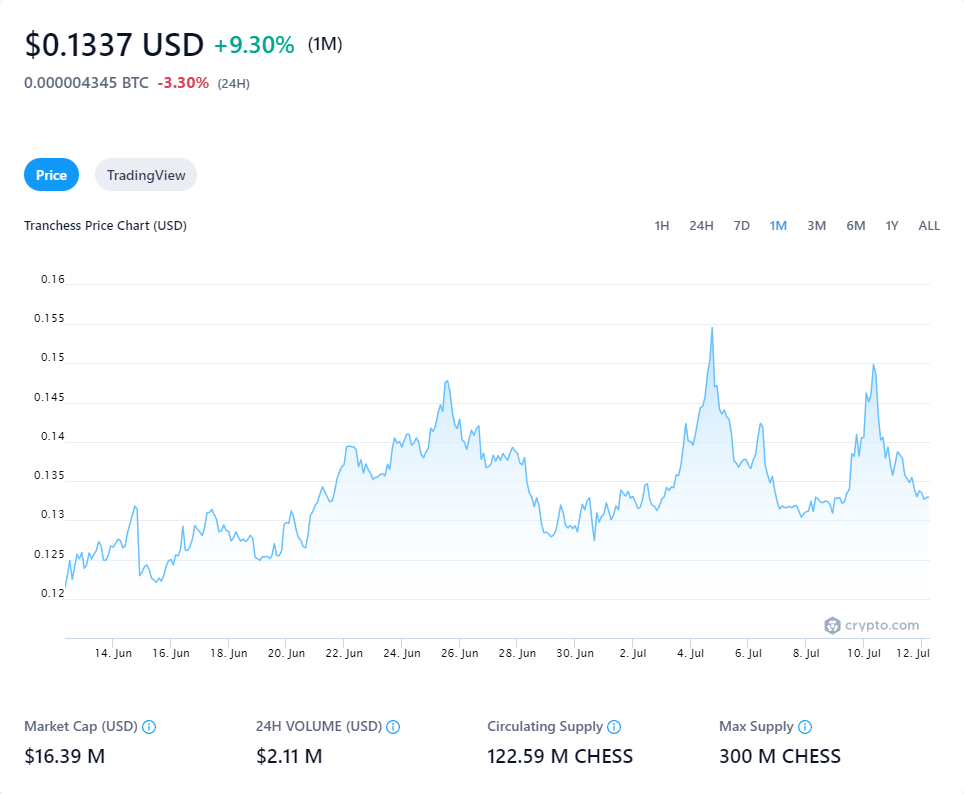 $0.1337 USD +9.30% (1M)
0.000004345 BTC -3.30% (24H)
Price TradingView
Tranchess Price Chart (USD) 1H 24H 7D 1M 3M 6M 1Y ALL
0.16
0.155
0.15
0.145
0.14
0.135
0.13
0.125
0.12
crypto.com
14. Jun 16. Jun 18. Jun 20. Jun 22. Jun 24. Jun 26. Jun 28. Jun 30. Jun 2. Jul 4. Jul 6. Jul 8. Jul 10. Jul 12. Jul
Market Cap (USD) 24H VOLUME (USD) Circulating Supply Max Supply
$16.39 M $2.11 M 122.59 M CHESS 300 M CHESS